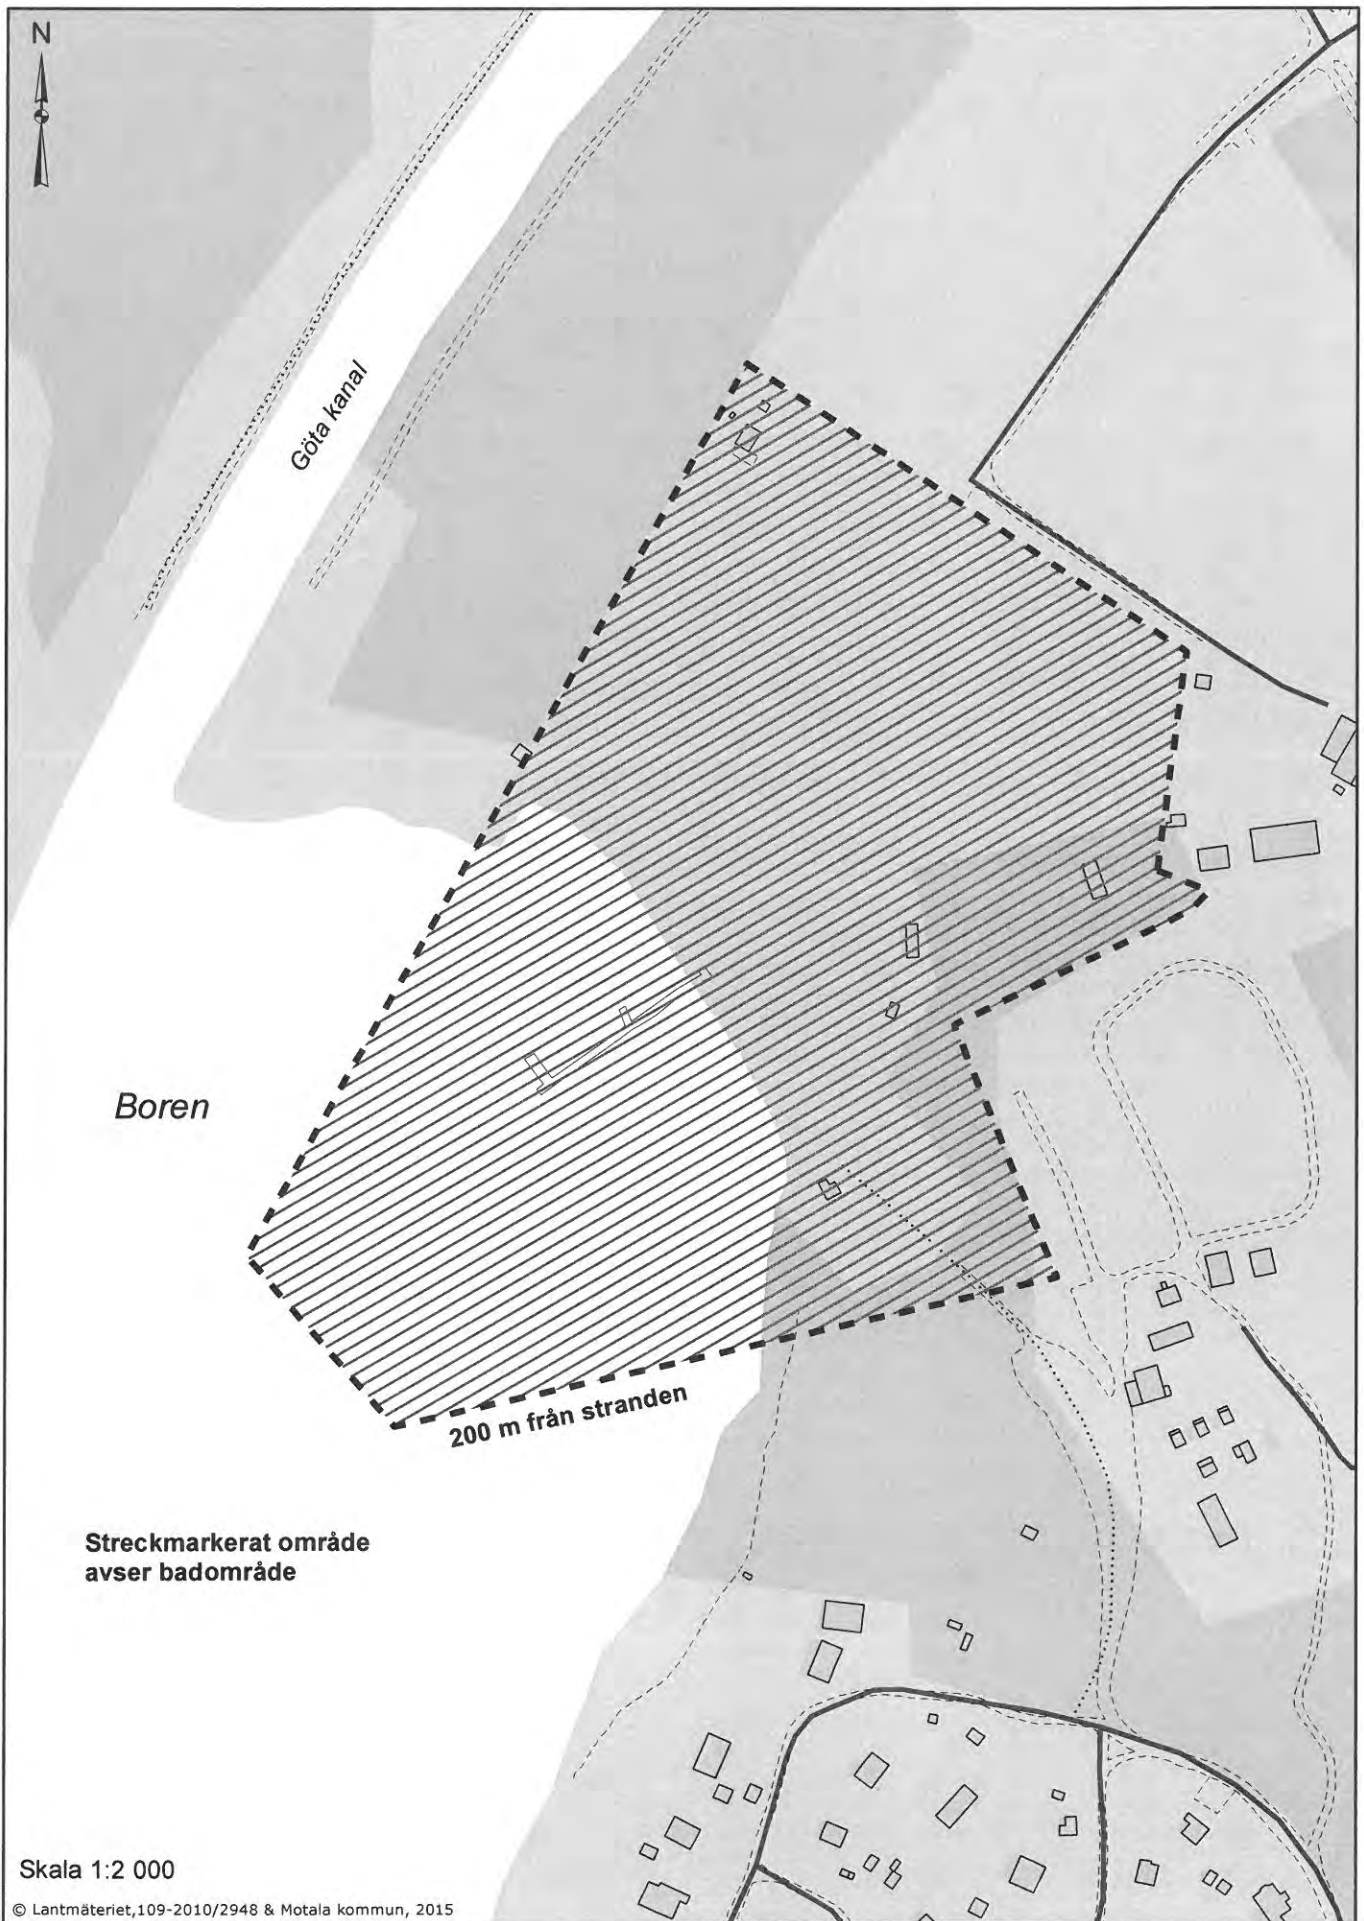 N
Göta kanal
Boren
200 m från stranden
Streckmarkerat område
avser badområde
Skala 1:2 000
© Lantmäteriet,109-2010/2948 & Motala kommun, 2015